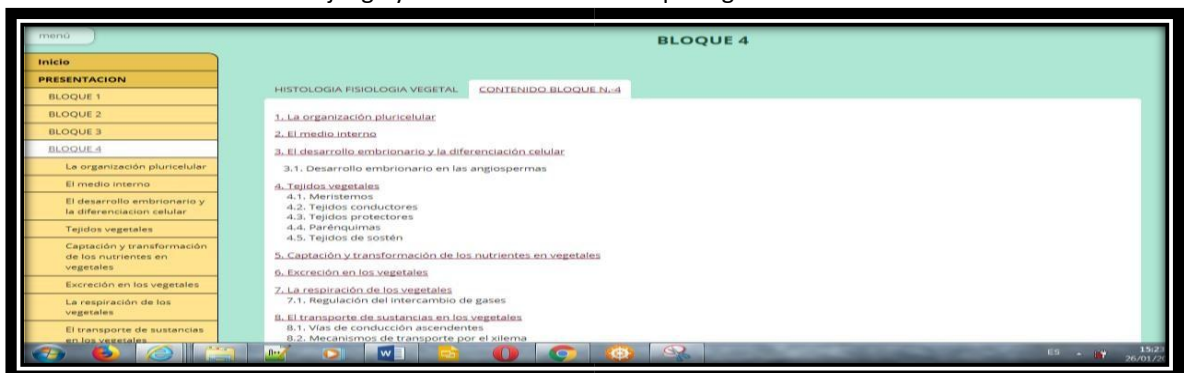 menú
BLOQUE 4
Inicio
PRESENTACION
BLOQUE 1
BLOQUE 2
BLOQUE 3
BLOQUE 4
La organización pluricelular
El medio interno
El desarrollo embrionario y
la diferenciacion celular
Tejidos vegetales
Captación y transformación
de los nutrientes en
vegetales
Excreción en los vegetales
La respiración de los
vegetales
El transporte de sustancias
en los vegetales
HISTOLOGIA FISIOLOGIA VEGETAL
CONTENIDO BLOQUE N.-4
1. La organización pluricelular
2. El medio interno
3. El desarrollo embrionario y la diferenciación celular
3.1. Desarrollo embrionario en las angiospermas
4. Tejidos vegetales
4.1. Meristemos
4.2. Tejidos conductores
4.3. Tejidos protectores
4.4. Parénquimas
4.5. Tejidos de sostén
5. Captación y transformación de los nutrientes en vegetales
6. Excreción en los vegetales
7. La respiración de los vegetales
7.1. Regulación del intercambio de gases
8. El transporte de sustancias en los vegetales
8.1. Vías de conducción ascendentes
8.2. Mecanismos de transporte por el xilema
ES
15:23
26/01/20